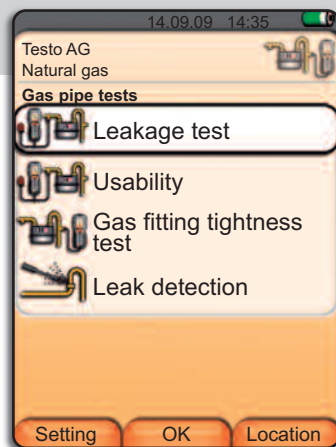 14.09.09 14:35
Testo AG
Natural gas
Gas pipe tests
Leakage test
Usability
Gas fitting tightness
test
Leak detection
Setting OK Location